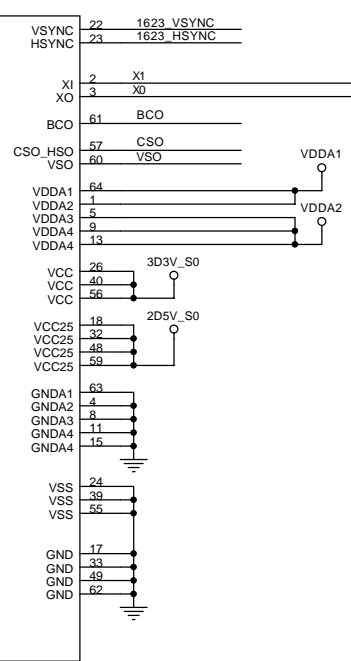 VSYNC 22 1623_VSYNC
HSYNC 23 1623_HSYNC
XI 2 X1
XO 3 X0
BCO 61 BCO
CSO_HSO 57 CSO
VSO 60 VSO
VDDA1
VDDA1 64
VDDA2 1
VDDA2
VDDA3 5
VDDA4 9
VDDA4 13
VCC 26 3D3V_S0
VCC 40
VCC 56
VCC25 18 2D5V_S0
VCC25 32
VCC25 48
VCC25 59
GNDA1 63
GNDA2 4
GNDA3 8
GNDA4 11
GNDA4 15
VSS 24
VSS 39
VSS 55
GND 17
GND 33
GND 49
GND 62